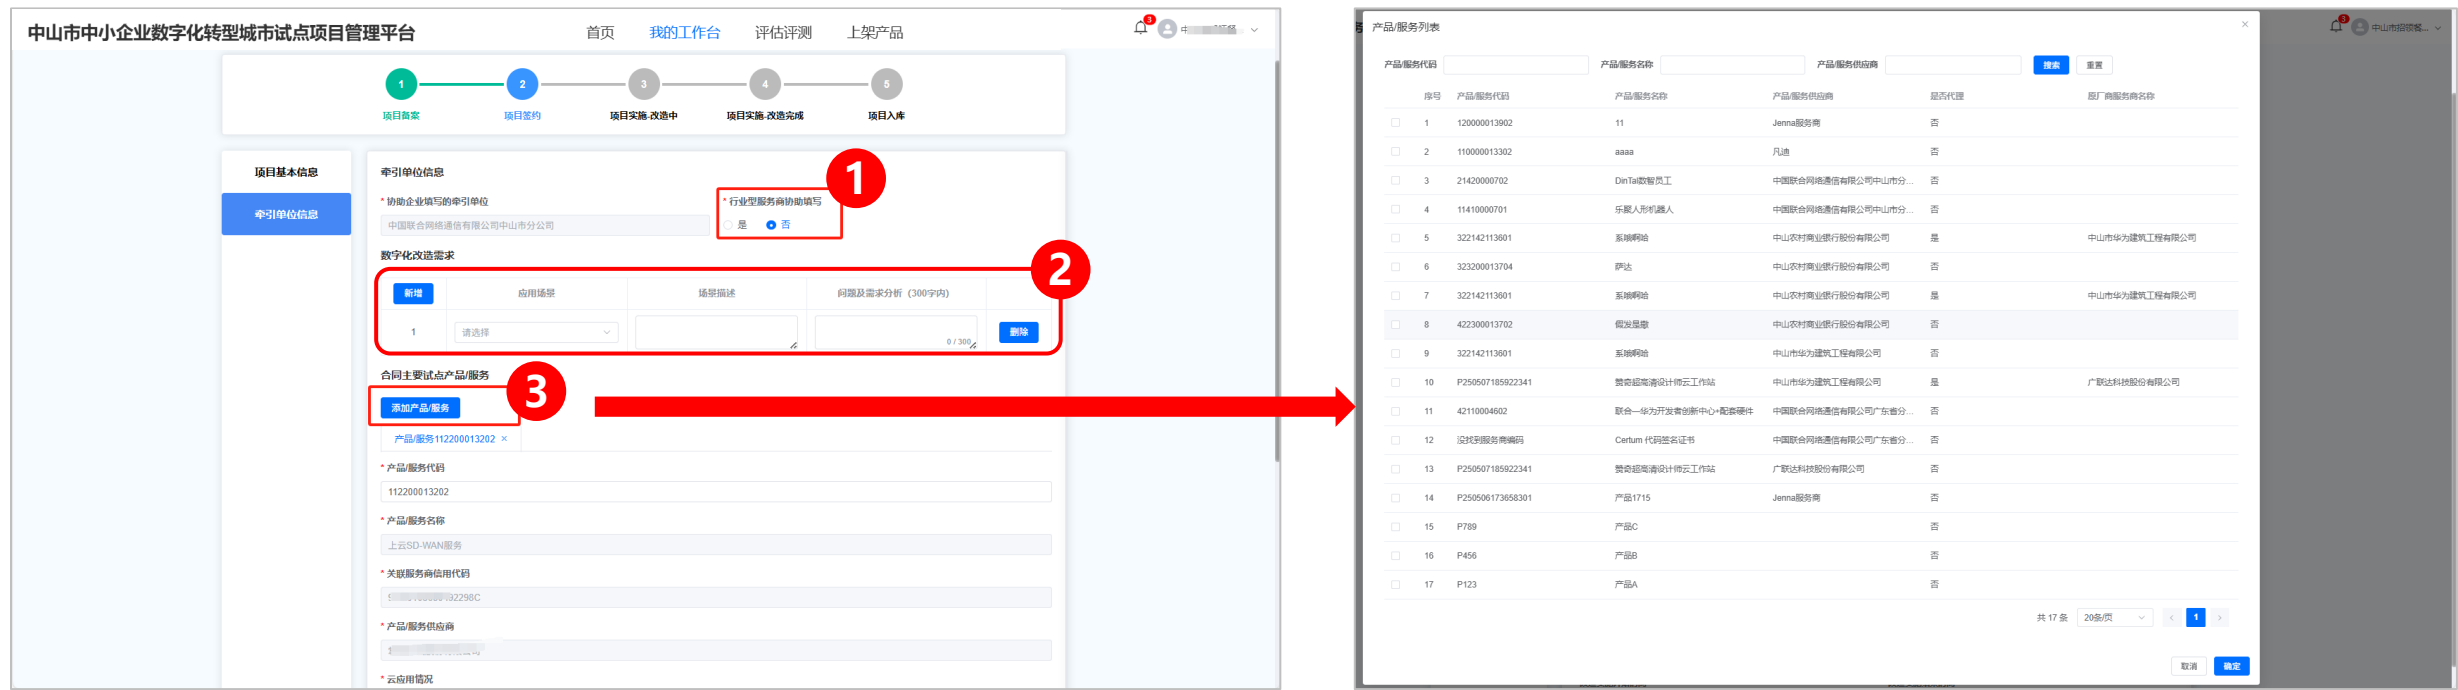 中山市中小企业数字化转型城市试点项目管理平台
首页 我的工作台 评估评测 上架产品
3
1 2 3 4 5
项目备案 项目签约 项目实施-改造中 项目实施-改造完成 项目入库
项目基本信息
牵引单位信息
牵引单位信息
1
* 协助企业填写的牵引单位 * 行业型服务商协助填写
中国联合网络通信有限公司中山市分公司 是 否
数字化改造需求
2
新增 应用场景 场景描述 问题及需求分析（300字内）
1 请选择 0 / 300 删除
合同主要试点产品/服务
3
添加产品/服务
产品/服务112200013202 ×
* 产品/服务代码
112200013202
* 产品/服务名称
上云SD-WAN服务
* 关联服务商信用代码
2298C
* 产品/服务供应商
* 云应用情况
产品/服务列表 ×
3 中山市招领餐...
产品/服务代码 产品/服务名称 产品/服务供应商 搜索 重置
序号 产品/服务代码 产品/服务名称 产品/服务供应商 是否代理 原厂商服务商名称
1 120000013902 11 Jenna服务商 否
2 110000013302 aaaa 凡迪 否
3 21420000702 DinTal数智员工 中国联合网络通信有限公司中山市分... 否
4 11410000701 乐聚人形机器人 中国联合网络通信有限公司中山市分... 否
5 322142113601 系嘀啊哈 中山农村商业银行股份有限公司 是 中山市华为建筑工程有限公司
6 323200013704 萨达 中山农村商业银行股份有限公司 否
7 322142113601 系嘀啊哈 中山农村商业银行股份有限公司 是 中山市华为建筑工程有限公司
8 422300013702 假发是撒 中山农村商业银行股份有限公司 否
9 322142113601 系嘀啊哈 中山市华为建筑工程有限公司 否
10 P250507185922341 赞奇超高清设计师云工作站 中山市华为建筑工程有限公司 是 广联达科技股份有限公司
11 42110004602 联合—华为开发者创新中心+配套硬件 中国联合网络通信有限公司广东省分... 否
12 没找到服务商编码 Certum 代码签名证书 中国联合网络通信有限公司广东省分... 否
13 P250507185922341 赞奇超高清设计师云工作站 广联达科技股份有限公司 否
14 P250506173658301 产品1715 Jenna服务商 否
15 P789 产品C 否
16 P456 产品B 否
17 P123 产品A 否
共 17 条 20条/页 < 1 >
取消 确定